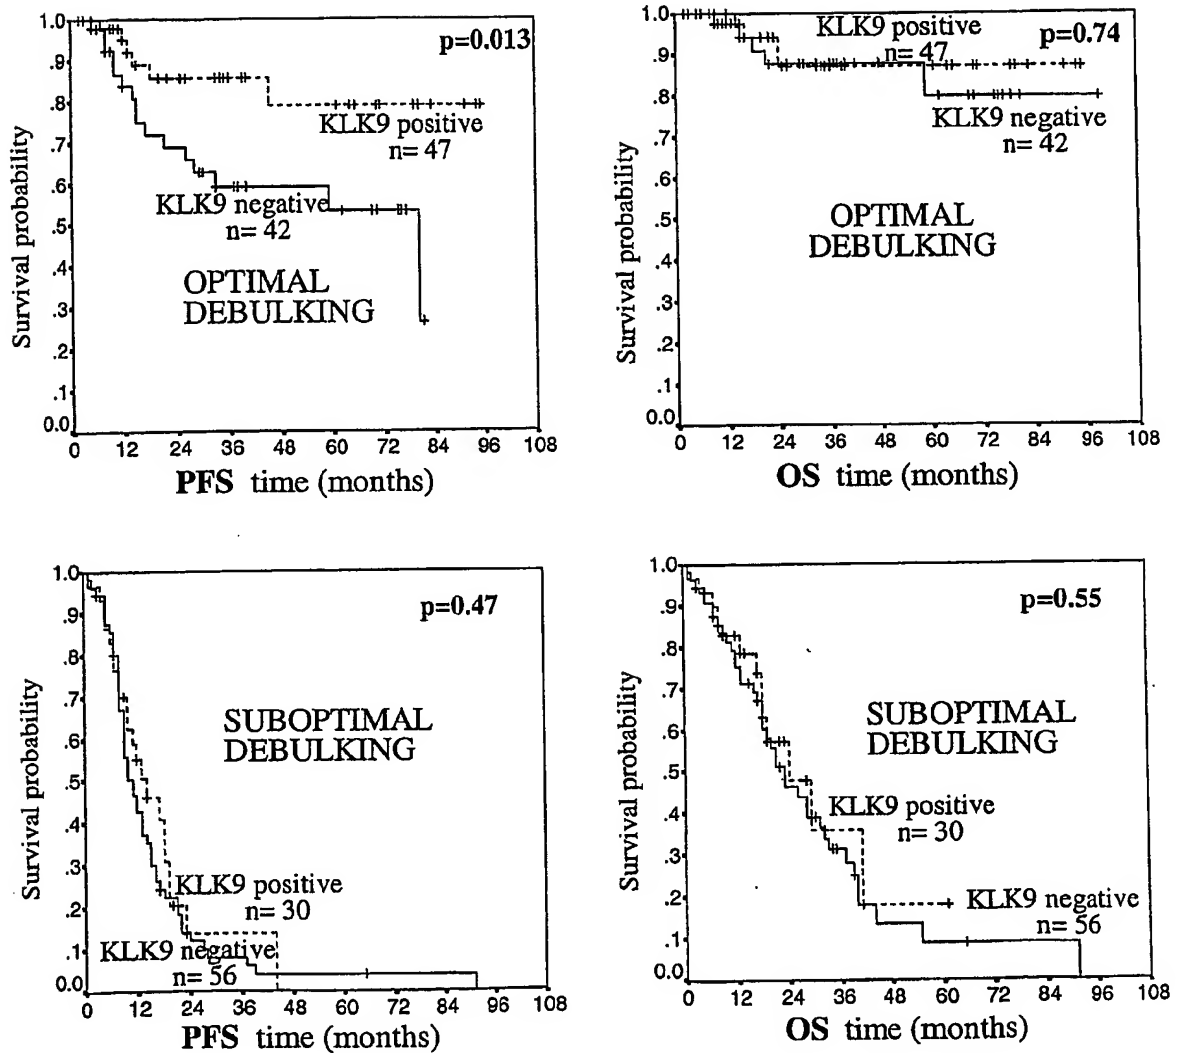 p=0.013
1.0
.9
.8
.7
.6
.5
.4
.3
.2
.1
0.0
Survival probability
KLK9 positive
n= 47
KLK9 negative
n= 42
OPTIMAL
DEBULKING
0 12 24 36 48 60 72 84 96 108
PFS time (months)
p=0.74
1.0
.9
.8
.7
.6
.5
.4
.3
.2
.1
0.0
Survival probability
KLK9 positive
n= 47
KLK9 negative
n= 42
OPTIMAL
DEBULKING
0 12 24 36 48 60 72 84 96 108
OS time (months)
p=0.47
1.0
.9
.8
.7
.6
.5
.4
.3
.2
.1
0.0
Survival probability
SUBOPTIMAL
DEBULKING
KLK9 positive
n= 30
KLK9 negative
n= 56
0 12 24 36 48 60 72 84 96 108
PFS time (months)
p=0.55
1.0
.9
.8
.7
.6
.5
.4
.3
.2
.1
0.0
Survival probability
SUBOPTIMAL
DEBULKING
KLK9 positive
n= 30
KLK9 negative
n= 56
0 12 24 36 48 60 72 84 96 108
OS time (months)